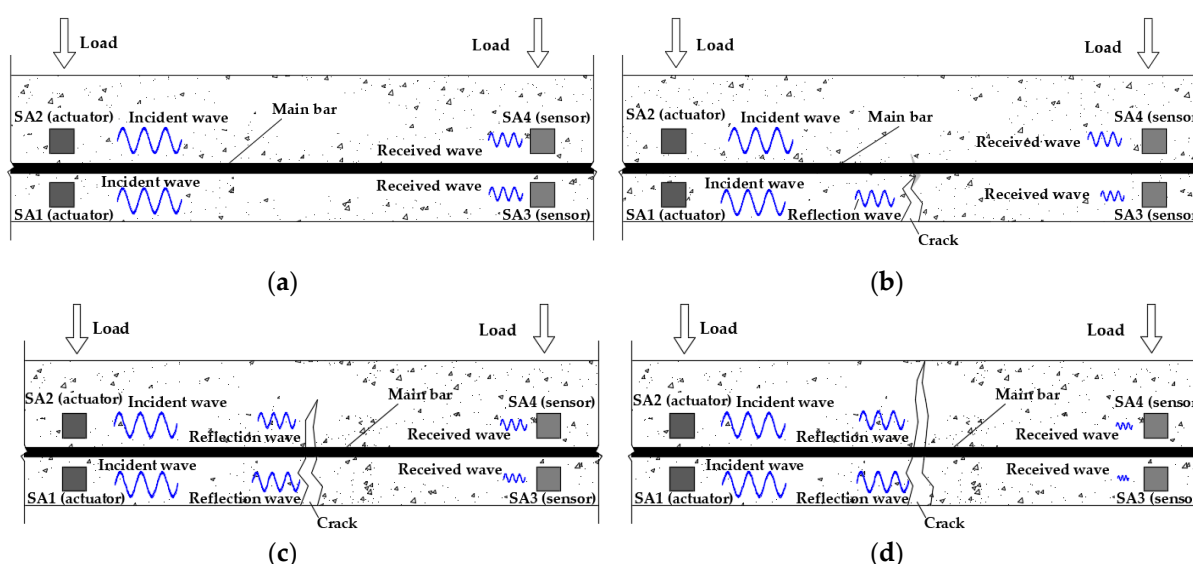 Load
Load
SA2 (actuator)
Incident wave
Main bar
SA4 (sensor)
Received wave
Incident wave
Received wave
SA1 (actuator)
SA3 (sensor)
(a)
Load
Load
SA2 (actuator)
Incident wave
Main bar
SA4 (sensor)
Received wave
Incident wave
Received wave
SA1 (actuator)
Reflection wave
SA3 (sensor)
Crack
(b)
Load
Load
SA2 (actuator)
Incident wave
Main bar
SA4 (sensor)
Reflection wave
Received wave
Incident wave
Received wave
SA1 (actuator)
Reflection wave
SA3 (sensor)
Crack
(c)
Load
Load
SA2 (actuator)
Incident wave
Main bar
SA4 (sensor)
Reflection wave
Received wave
Incident wave
Received wave
SA1 (actuator)
Reflection wave
SA3 (sensor)
Crack
(d)